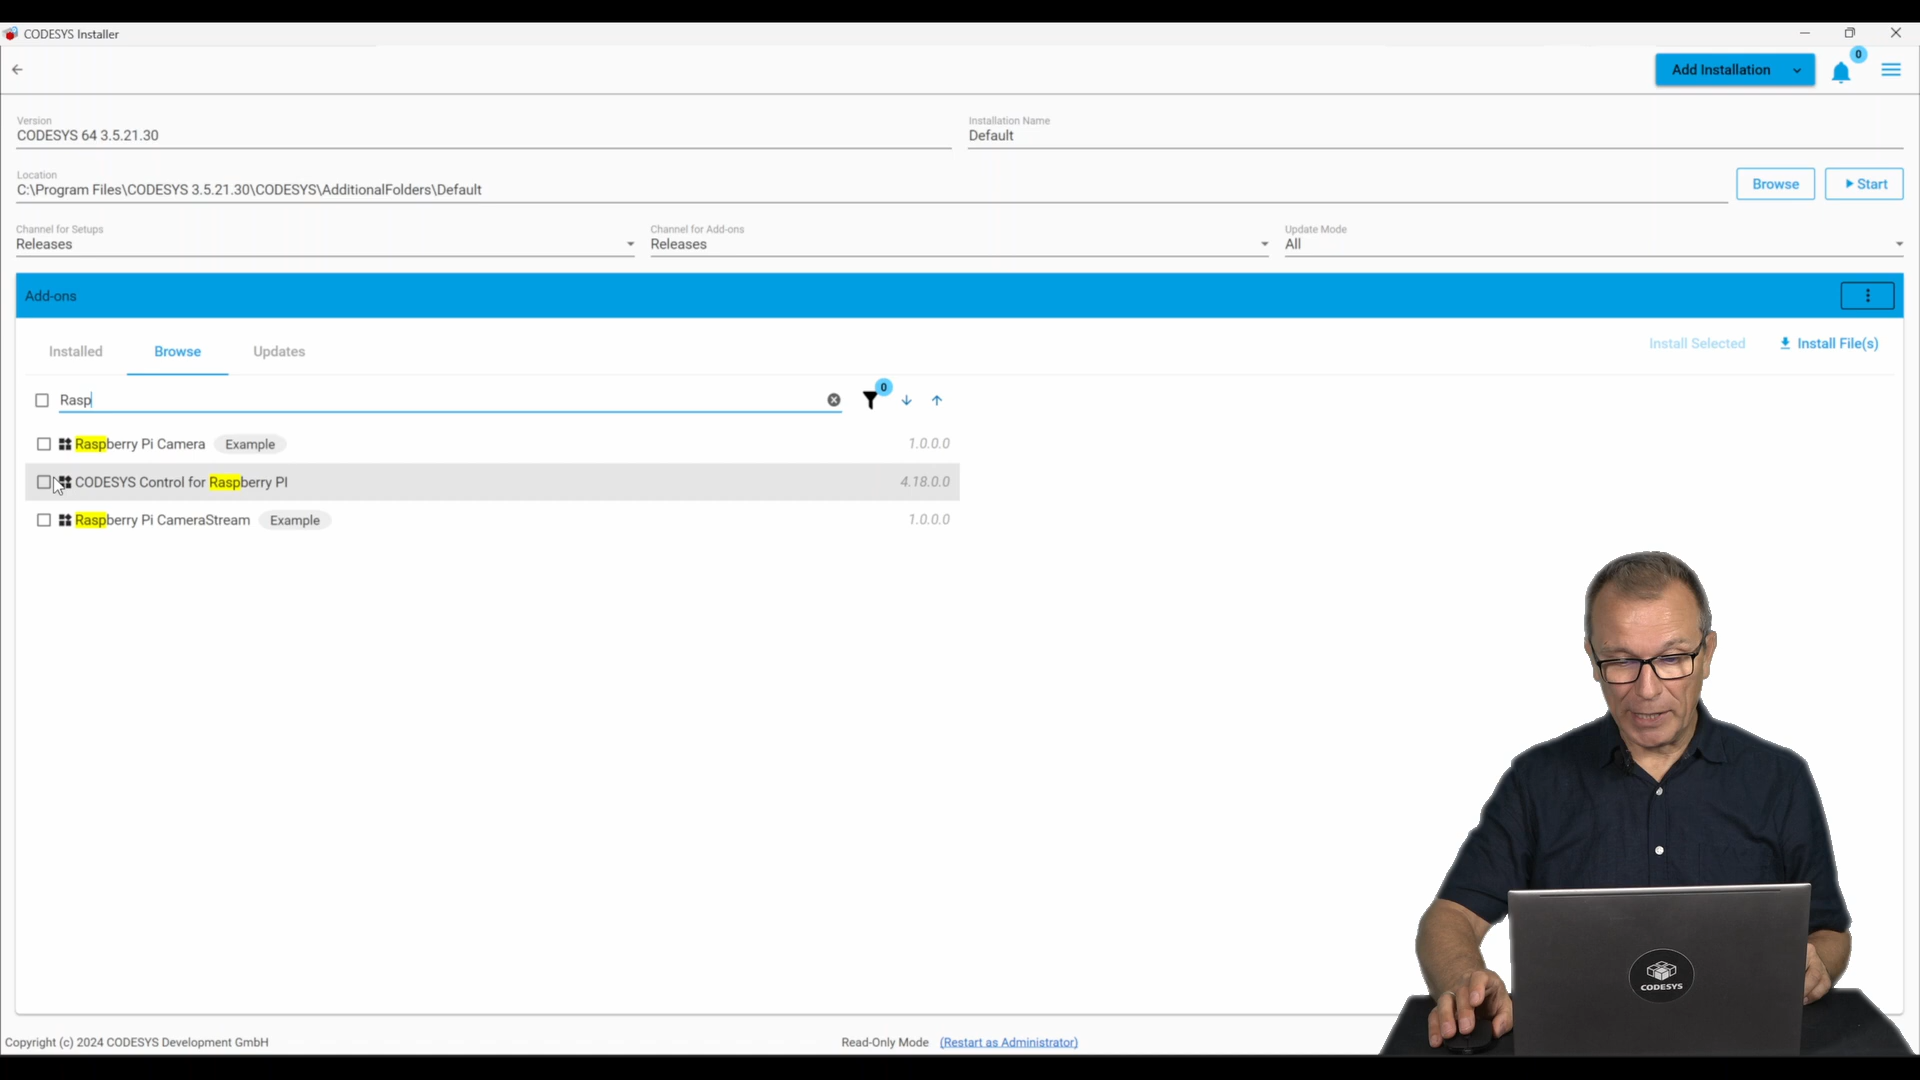 CODESYS Installer
Add Installation
0
Version
CODESYS 64 3.5.21.30
Installation Name
Default
Location
C:\Program Files\CODESYS 3.5.21.30\CODESYS\AdditionalFolders\Default
Browse
Start
Channel for Setups
Releases
Channel for Add-ons
Releases
Update Mode
All
Add-ons
Installed
Browse
Updates
Install Selected
Install File(s)
Rasp
0
Raspberry Pi Camera
Example
1.0.0.0
CODESYS Control for Raspberry PI
4.18.0.0
Raspberry Pi CameraStream
Example
1.0.0.0
CODESYS
Copyright (c) 2024 CODESYS Development GmbH
Read-Only Mode
(Restart as Administrator)